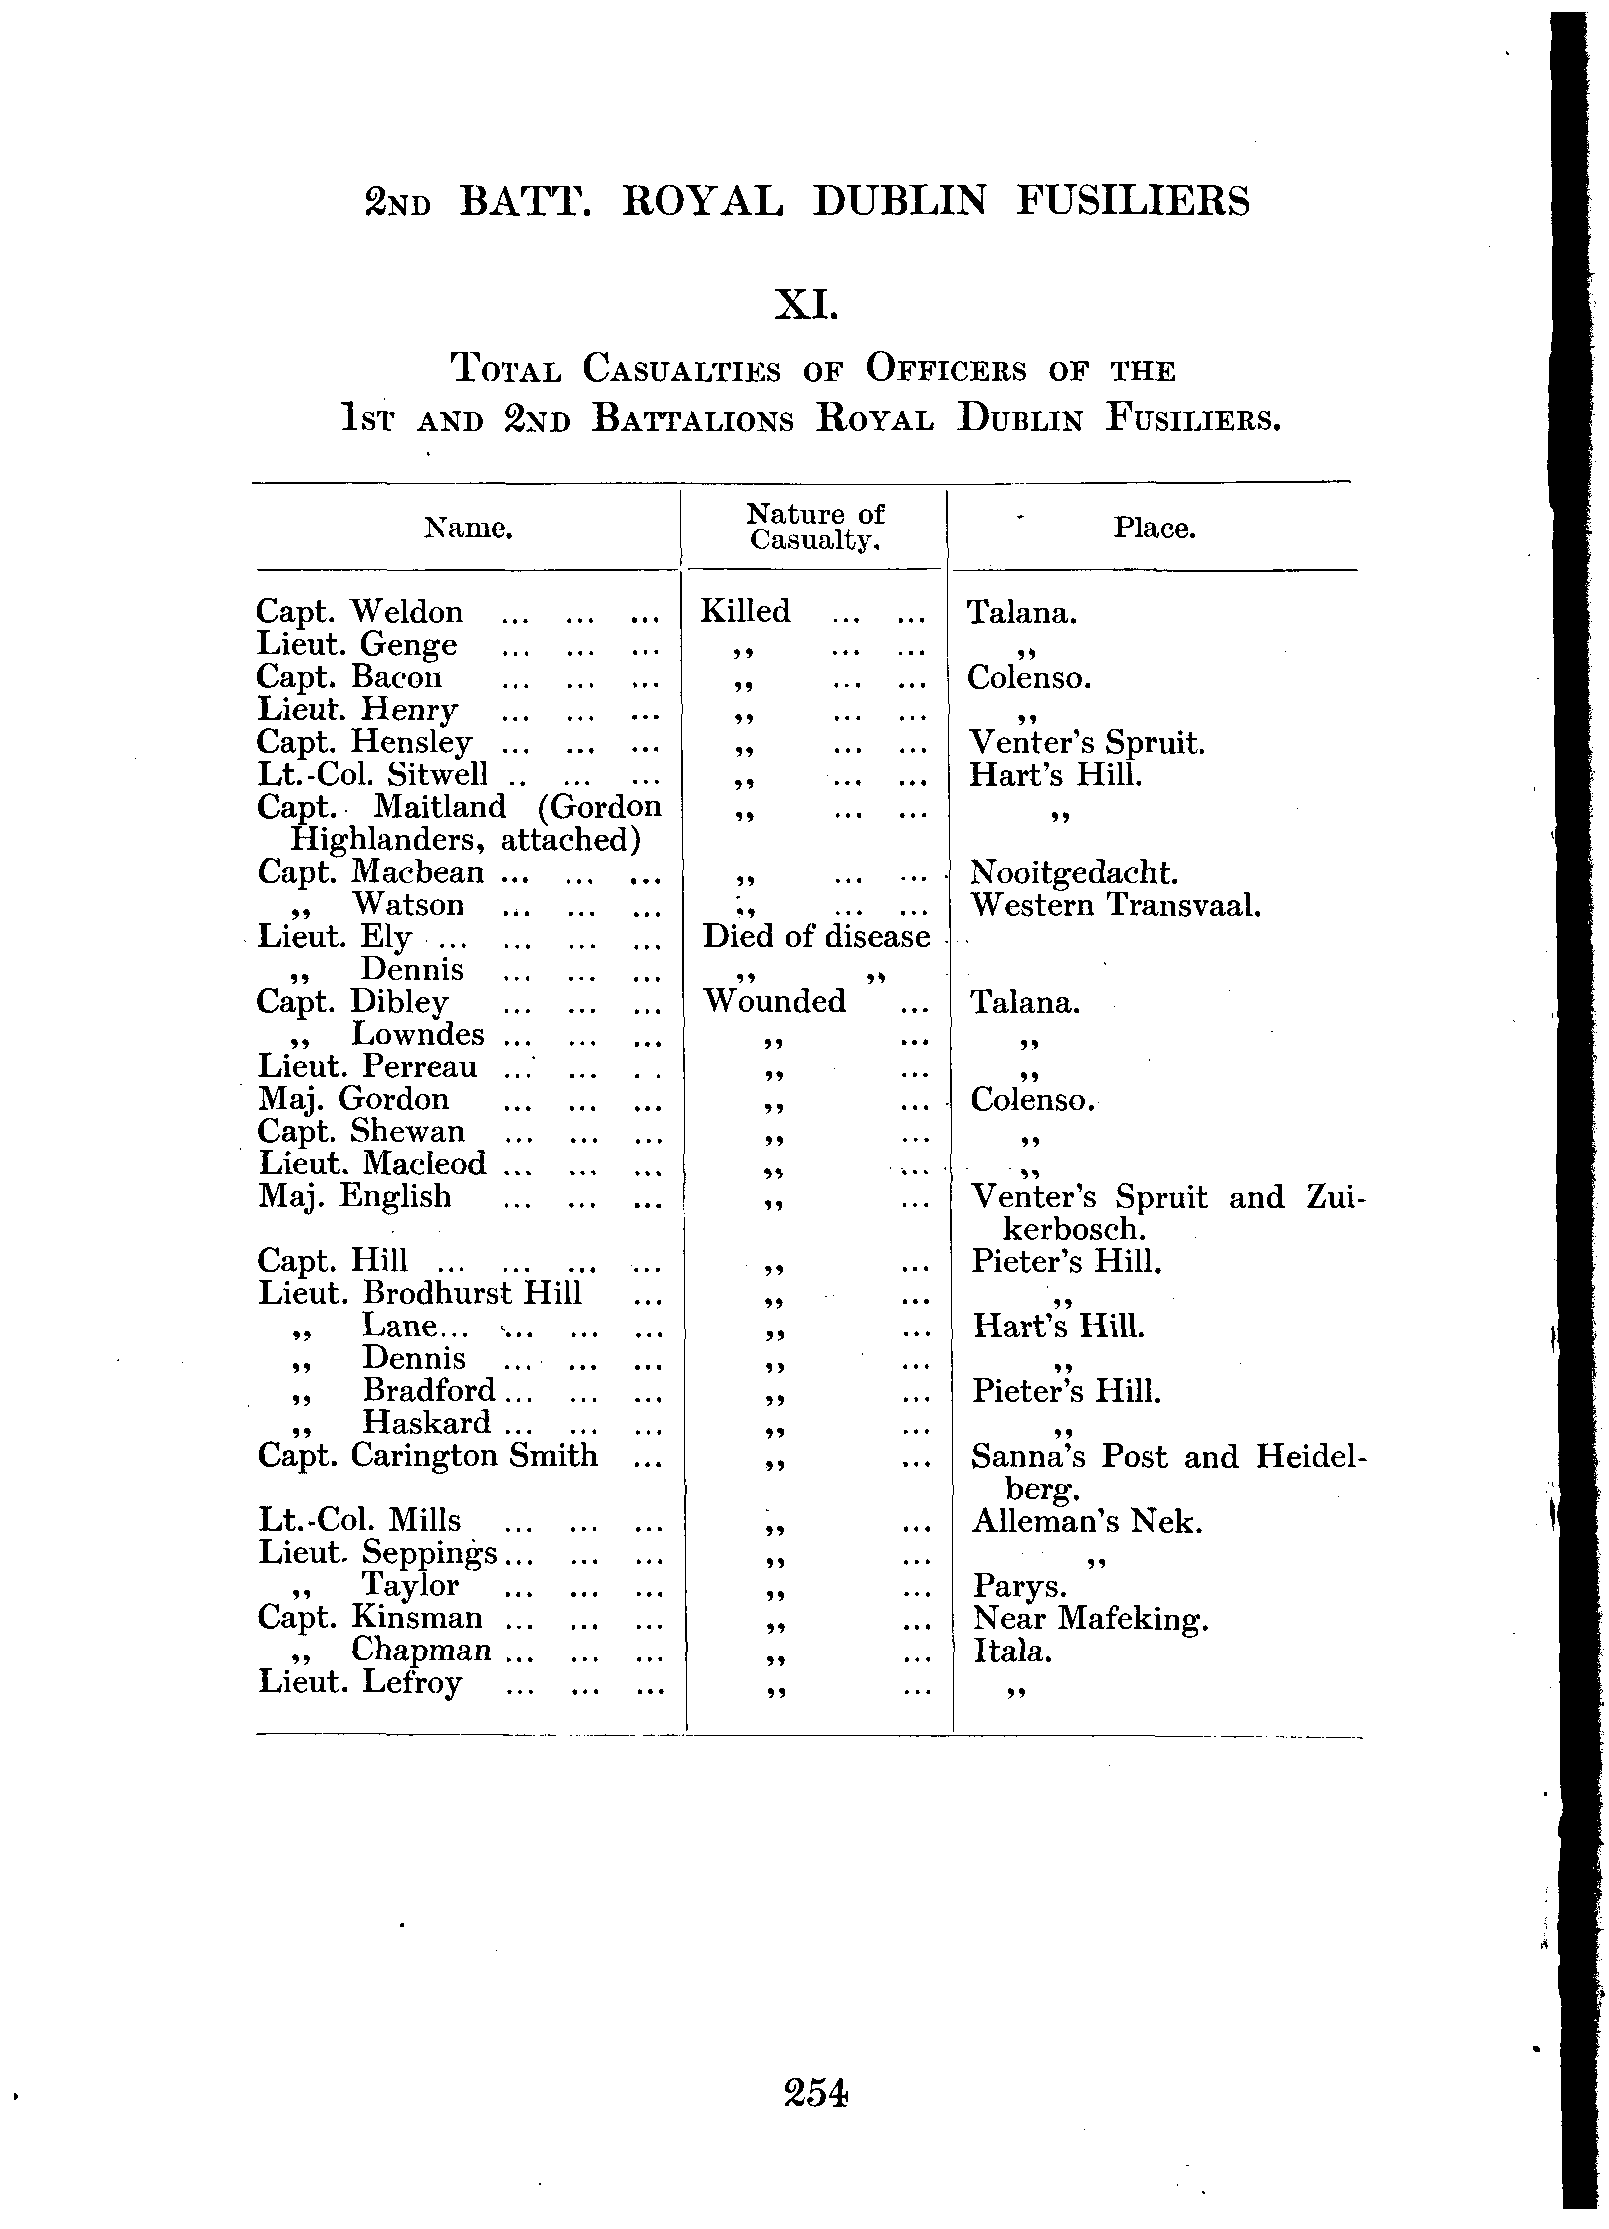 2ND BATT. ROYAL DUBLIN FUSILIERS
XI.
TOTAL CASUALTIES OF OFFICERS OF THE
1ST AND 2ND BATTALIONS ROYAL DUBLIN FUSILIERS.
Name. Nature of Casualty. Place.
Capt. Weldon ... ... ... Killed ... ... Talana.
Lieut. Genge ... ... ... ,, ... ... ,,
Capt. Bacon ... ... ... ,, ... ... Colenso.
Lieut. Henry ... ... ... ,, ... ... ,,
Capt. Hensley ... ... ... ,, ... ... Venter's Spruit.
Lt.-Col. Sitwell .. ... ... ,, ... ... Hart's Hill.
Capt. Maitland (Gordon ,, ... ... ,,
Highlanders, attached)
Capt. Macbean ... ... ... ,, ... ... Nooitgedacht.
,, Watson ... ... ... ,, ... ... Western Transvaal.
Lieut. Ely ... ... ... ... Died of disease
,, Dennis ... ... ... ,, ,,
Capt. Dibley ... ... ... Wounded ... Talana.
,, Lowndes ... ... ... ,, ... ,,
Lieut. Perreau ... ... . . ,, ... ,,
Maj. Gordon ... ... ... ,, ... Colenso.
Capt. Shewan ... ... ... ,, ... ,,
Lieut. Macleod ... ... ... ,, ... ,,
Maj. English ... ... ... ,, ... Venter's Spruit and Zui-
kerbosch.
Capt. Hill ... ... ... ... ,, ... Pieter's Hill.
Lieut. Brodhurst Hill ... ,, ... ,,
,, Lane... ... ... ... ,, ... Hart's Hill.
,, Dennis ... ... ... ,, ... ,,
,, Bradford ... ... ... ,, ... Pieter's Hill.
,, Haskard ... ... ... ,, ... ,,
Capt. Carington Smith ... ,, ... Sanna's Post and Heidel-
berg.
Lt.-Col. Mills ... ... ... ,, ... Alleman's Nek.
Lieut. Seppings ... ... ... ,, ... ,,
,, Taylor ... ... ... ,, ... Parys.
Capt. Kinsman ... ... ... ,, ... Near Mafeking.
,, Chapman ... ... ... ,, ... Itala.
Lieut. Lefroy ... ... ... ,, ... ,,
254